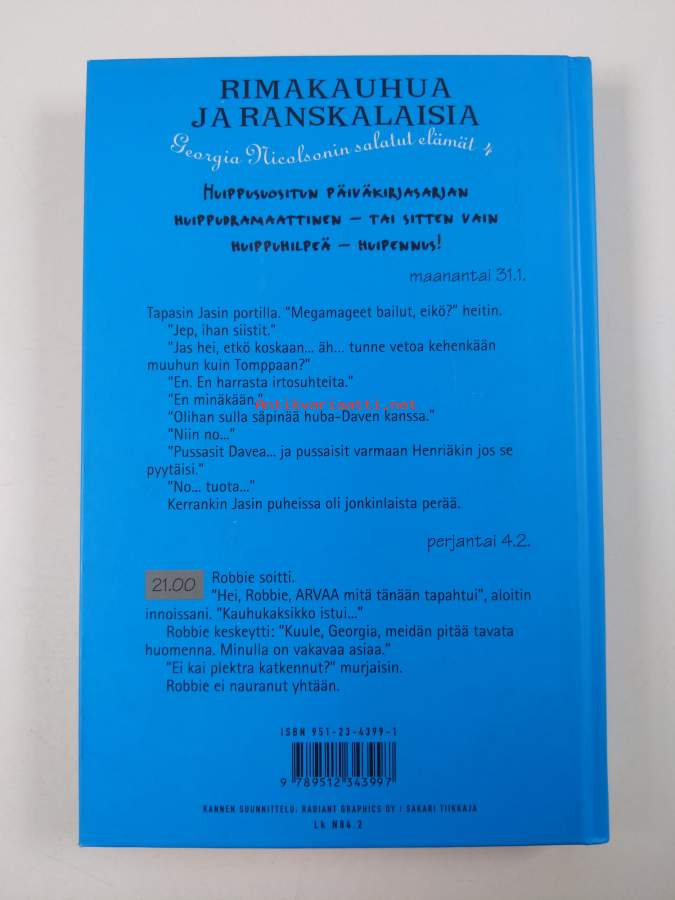 RIMAKAUHUA
JA RANSKALAISIA
Georgia Nicolsonin salatut elämät 4
HUIPPUSUOSITUN PÄIVÄKIRJASARJAN
HUIPPUDRAMAATTINEN – TAI SITTEN VAIN
HUIPPUHILPEÄ – HUIPENNUS!
maanantai 31.1.
Tapasin Jasin portilla. "Megamageet bailut, eikö?" heitin.
"Jep, ihan siistit."
"Jas hei, etkö koskaan... äh... tunne vetoa kehenkään
muuhun kuin Tomppaan?"
"En. En harrasta irtosuhteita."
"En minäkään."
Antikvariaatti.net
"Olihan sulla säpinää huba-Daven kanssa."
"Niin no..."
"Pussasit Davea... ja pussaisit varmaan Henriäkin jos se
pyytäisi."
"No... tuota..."
Kerrankin Jasin puheissa oli jonkinlaista perää.
perjantai 4.2.
21.00 Robbie soitti.
"Hei, Robbie, ARVAA mitä tänään tapahtui", aloitin
innoissani. "Kauhukaksikko istui..."
Robbie keskeytti: "Kuule, Georgia, meidän pitää tavata
huomenna. Minulla on vakavaa asiaa."
"Ei kai plektra katkennut?" murjaisin.
Robbie ei nauranut yhtään.
ISBN 951-23-4399-1
9 789512 343997
KANNEN SUUNNITTELU: RADIANT GRAPHICS OY / SAKARI TIIKKAJA
Lk N84.2